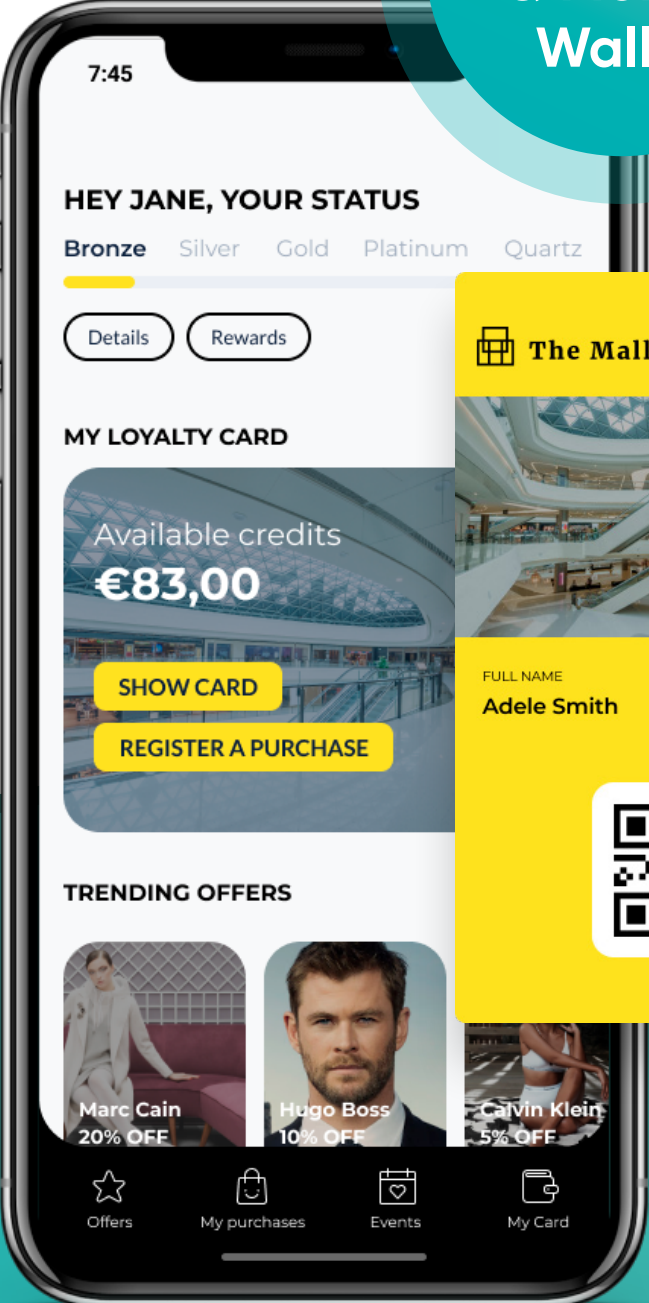 7:45
HEY JANE, YOUR STATUS
Bronze Silver Gold Platinum Quartz
Details Rewards
The Mall
MY LOYALTY CARD
Available credits
€83,00
SHOW CARD
REGISTER A PURCHASE
FULL NAME
Adele Smith
TRENDING OFFERS
Marc Cain
20% OFF
Hugo Boss
10% OFF
Calvin Klein
5% OFF
Offers My purchases Events My Card